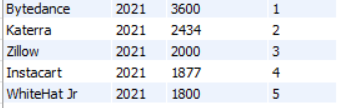 Bytedance 2021 3600 1
Katerra 2021 2434 2
Zillow 2021 2000 3
Instacart 2021 1877 4
WhiteHat Jr 2021 1800 5